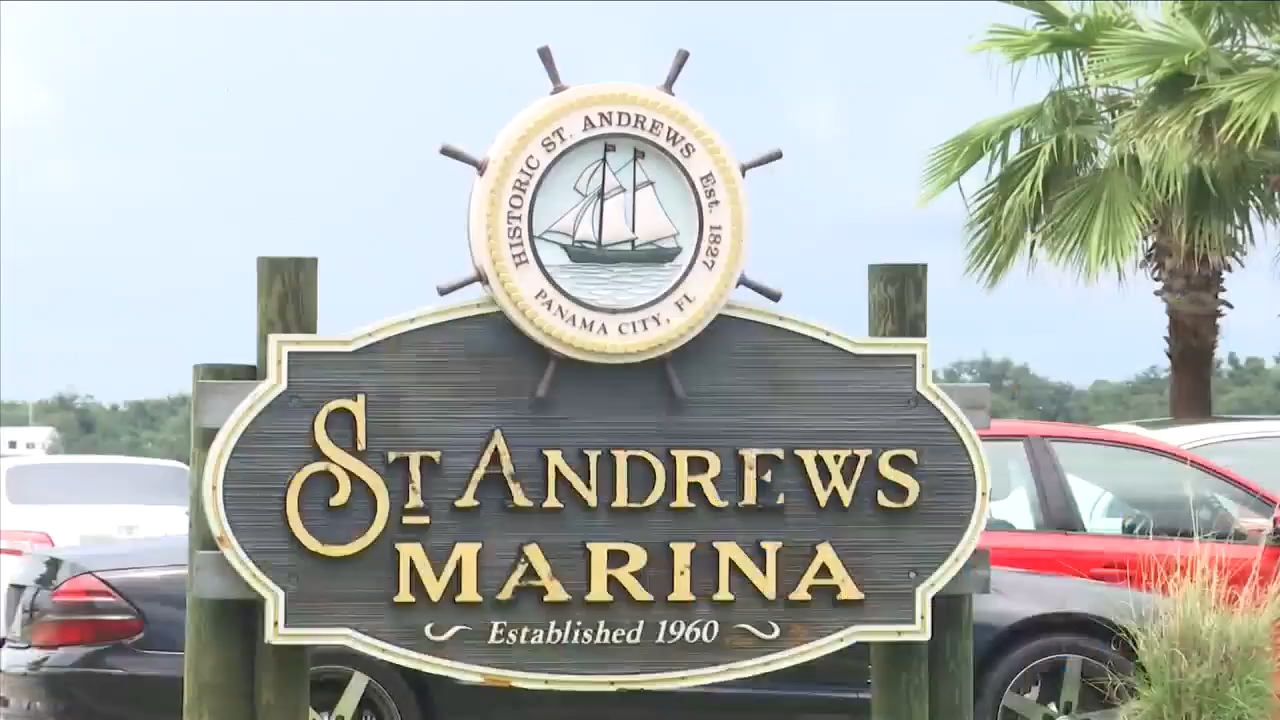 HISTORIC ST. ANDREWS Est. 1827
PANAMA CITY, FL
ST ANDREWS
MARINA
Established 1960